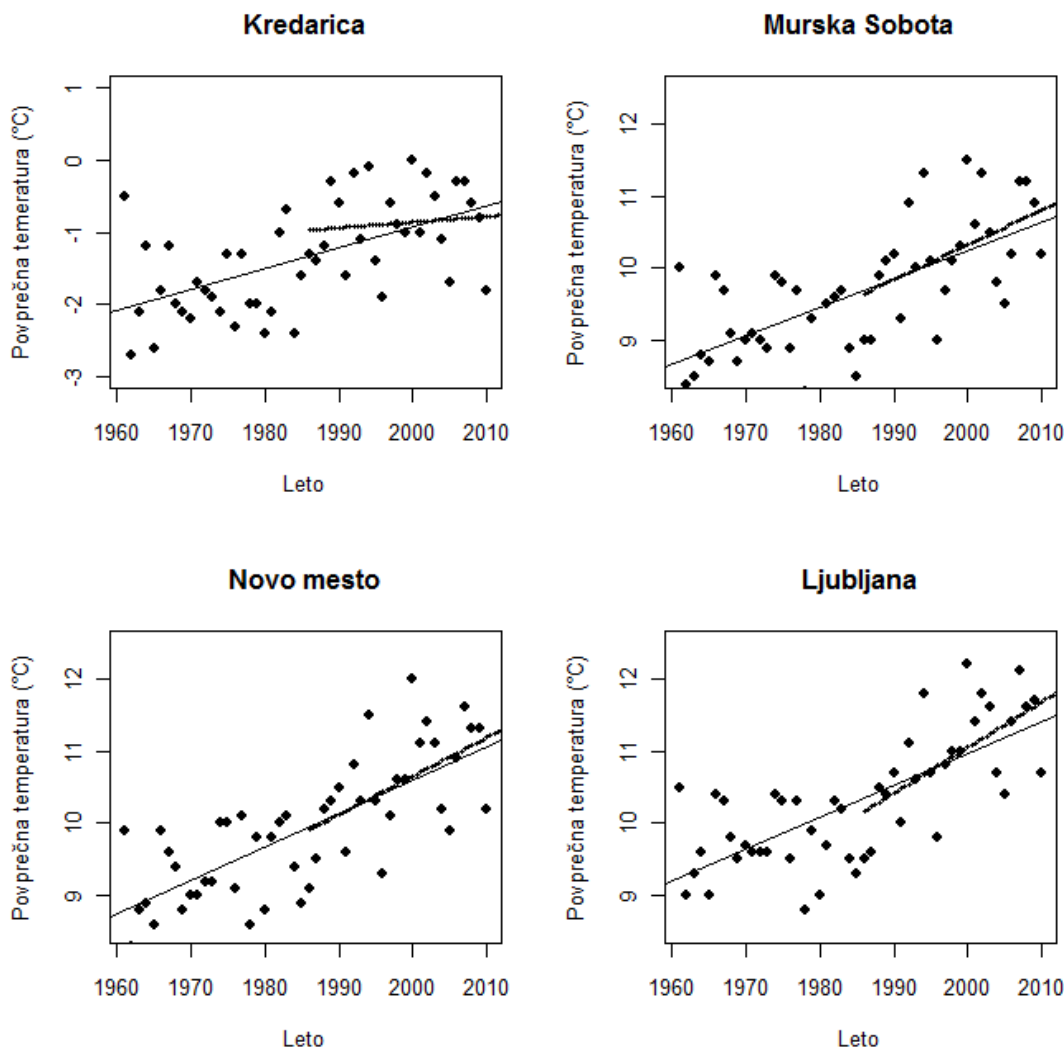 Kredarica
Povprečna temeratura (°C)
1
0
-1
-2
-3
1960 1970 1980 1990 2000 2010
Leto
Murska Sobota
Povprečna temperatura (°C)
12
11
10
9
1960 1970 1980 1990 2000 2010
Leto
Novo mesto
Povprečna temperatura (°C)
12
11
10
9
1960 1970 1980 1990 2000 2010
Leto
Ljubljana
Povprečna temperatura (°C)
12
11
10
9
1960 1970 1980 1990 2000 2010
Leto